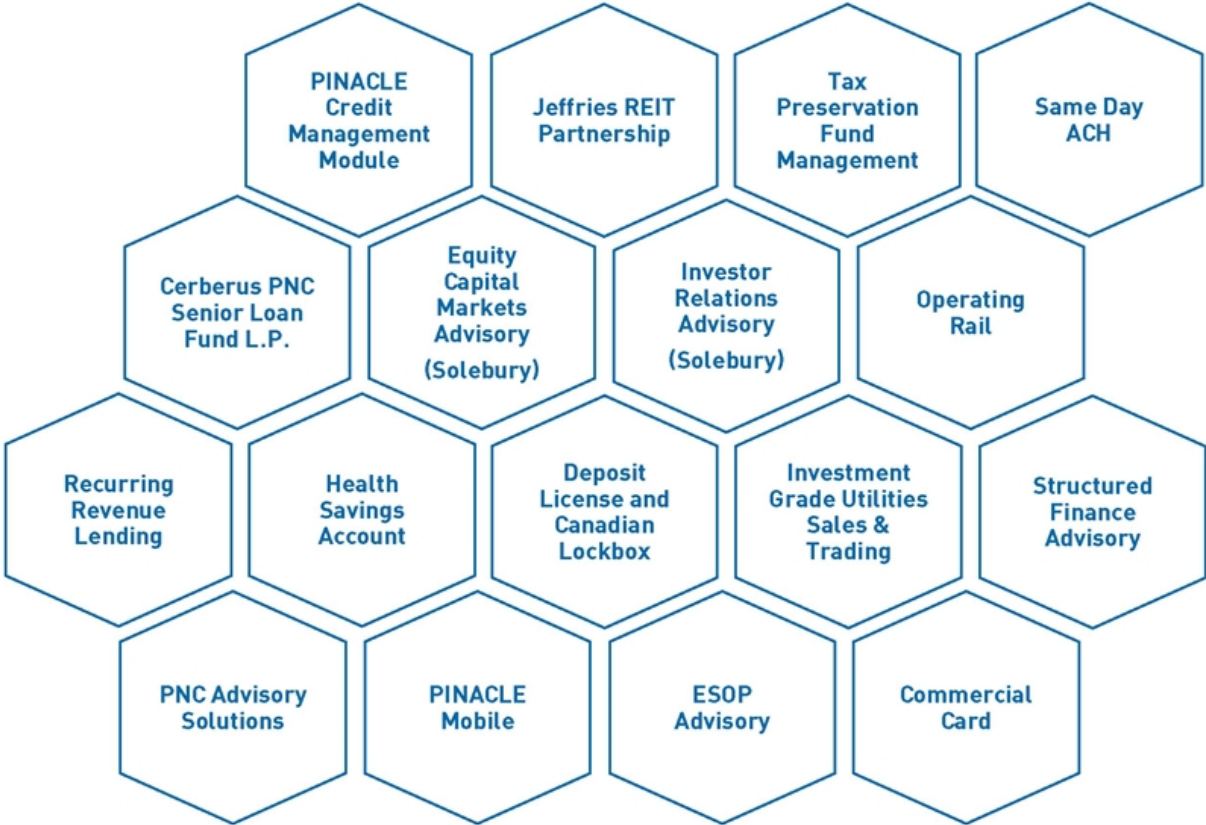 PINACLE
Credit
Management
Module
Jeffries REIT
Partnership
Tax
Preservation
Fund
Management
Same Day
ACH
Cerberus PNC
Senior Loan
Fund L.P.
Equity
Capital
Markets
Advisory
(Solebury)
Investor
Relations
Advisory
(Solebury)
Operating
Rail
Recurring
Revenue
Lending
Health
Savings
Account
Deposit
License and
Canadian
Lockbox
Investment
Grade Utilities
Sales &
Trading
Structured
Finance
Advisory
PNC Advisory
Solutions
PINACLE
Mobile
ESOP
Advisory
Commercial
Card